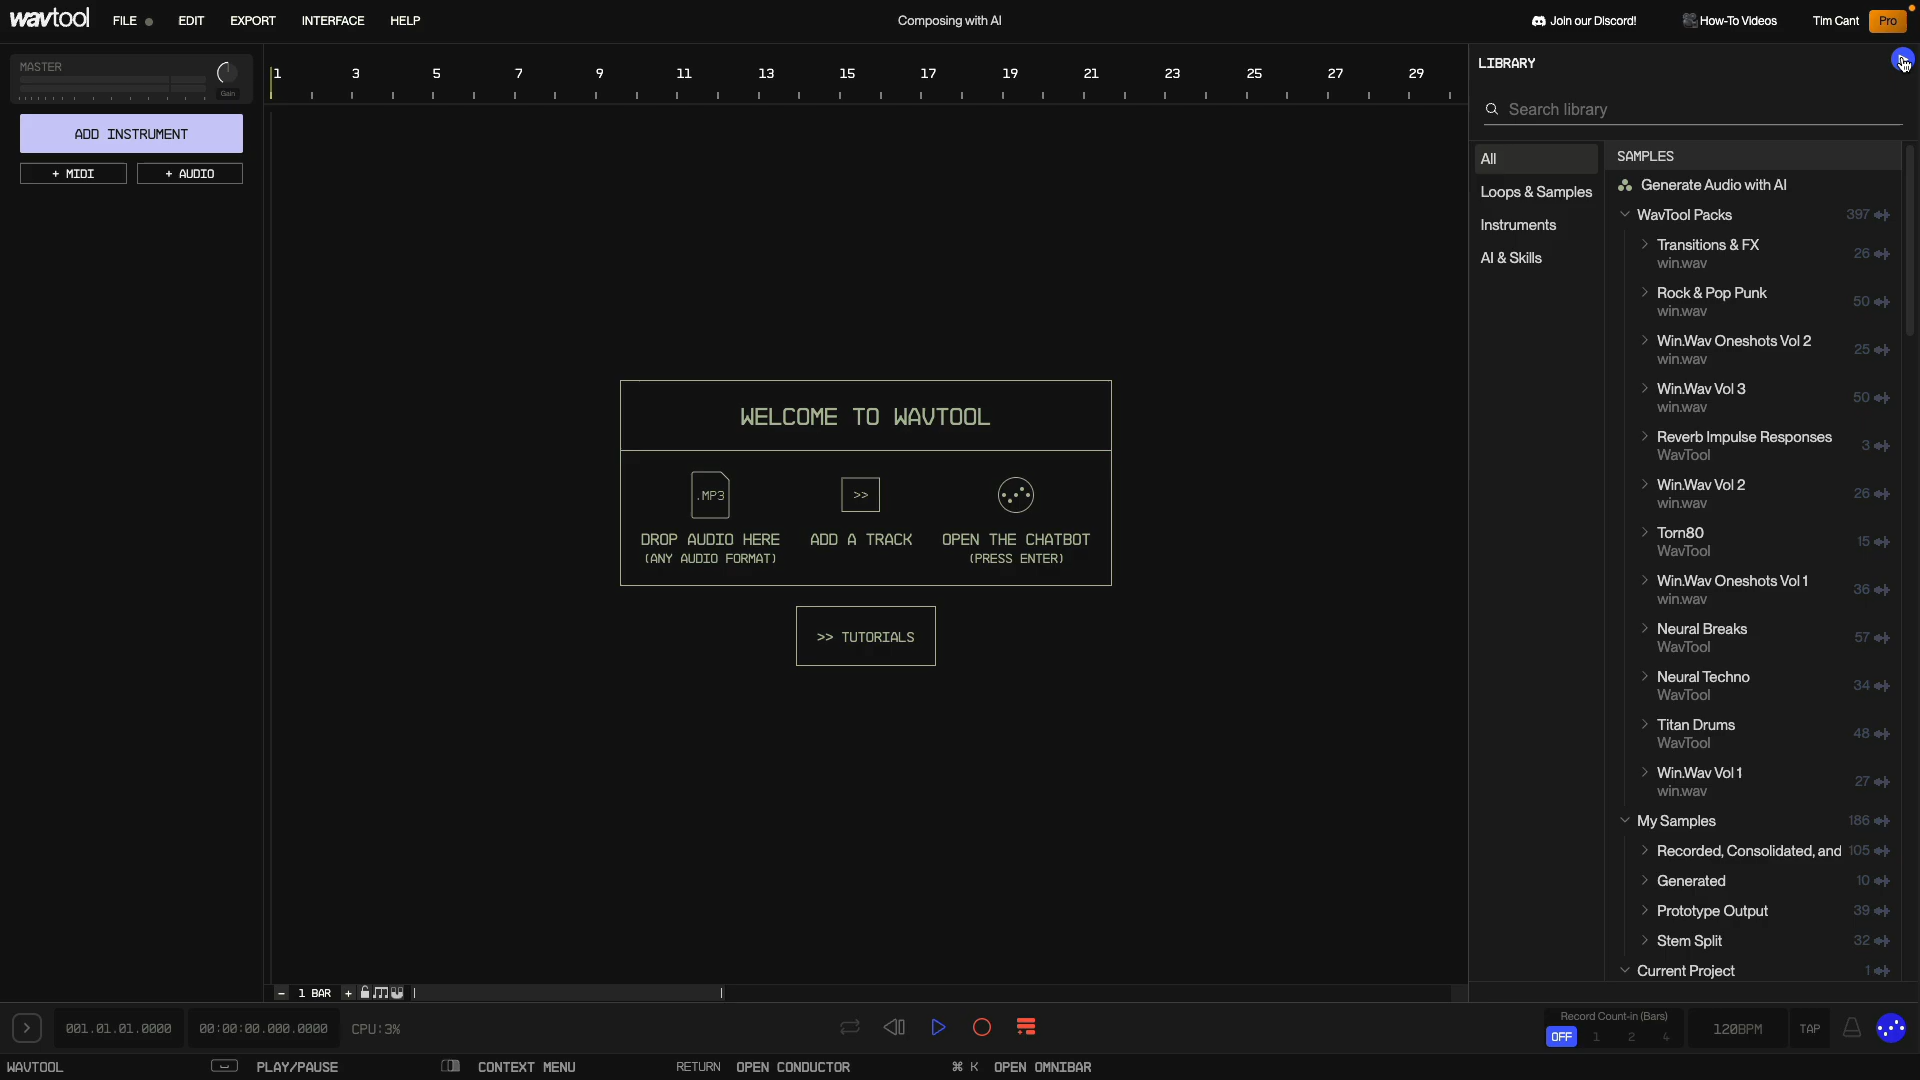 wavtool FILE EDIT EXPORT INTERFACE HELP Composing with AI Join our Discord! How-To Videos Tim Cant Pro
MASTER
Gain
ADD INSTRUMENT
+ MIDI + AUDIO
1 3 5 7 9 11 13 15 17 19 21 23 25 27 29
WELCOME TO WAVTOOL
.MP3 >>
DROP AUDIO HERE ADD A TRACK OPEN THE CHATBOT
(ANY AUDIO FORMAT) (PRESS ENTER)
>> TUTORIALS
LIBRARY
Search library
All
Loops & Samples
Instruments
AI & Skills
SAMPLES
Generate Audio with AI
WavTool Packs 397
Transitions & FX 26
win.wav
Rock & Pop Punk 50
win.wav
Win.Wav Oneshots Vol 2 25
win.wav
Win.Wav Vol 3 50
win.wav
Reverb Impulse Responses 3
WavTool
Win.Wav Vol 2 26
win.wav
Torn80 15
WavTool
Win.Wav Oneshots Vol 1 36
win.wav
Neural Breaks 57
WavTool
Neural Techno 34
WavTool
Titan Drums 48
WavTool
Win.Wav Vol 1 27
win.wav
My Samples 186
Recorded, Consolidated, and 105
Generated 10
Prototype Output 39
Stem Split 32
Current Project 1
− 1 BAR +
001.01.01.0000 00:00:00.000.0000 CPU:3%
Record Count-in (Bars)
OFF 1 2 4
120BPM TAP
WAVTOOL PLAY/PAUSE CONTEXT MENU RETURN OPEN CONDUCTOR ⌘ K OPEN OMNIBAR